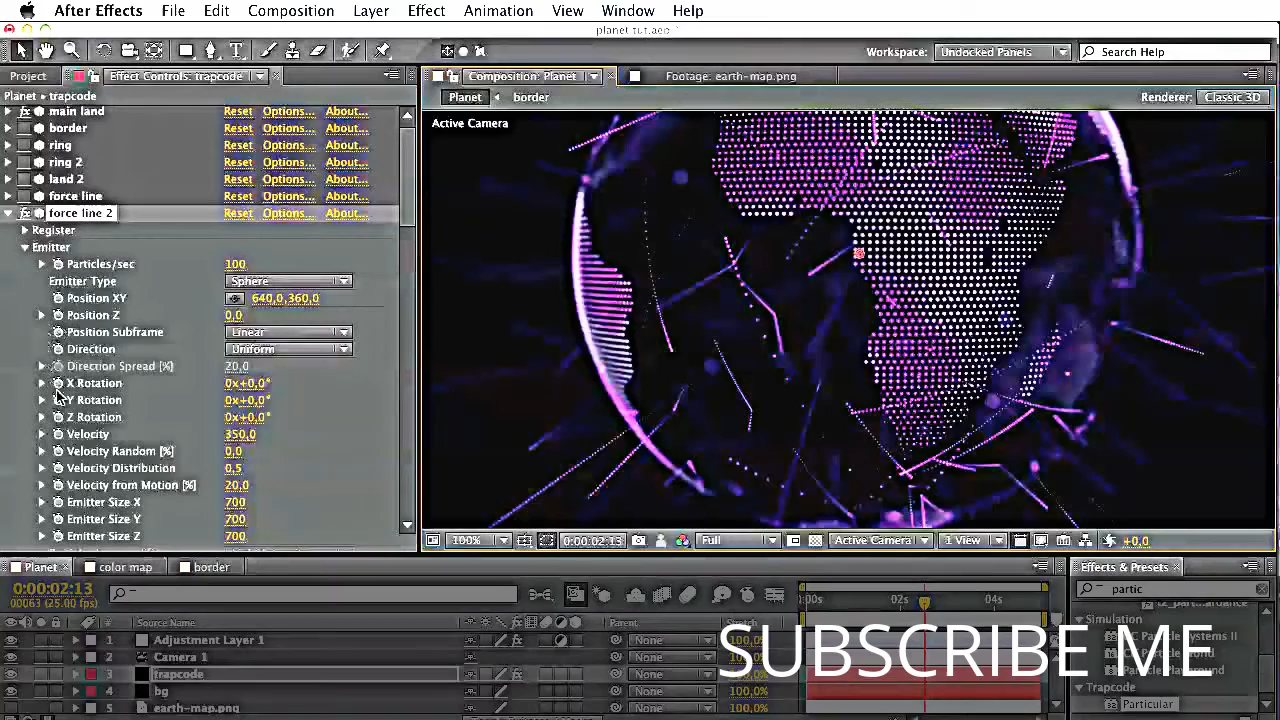 After Effects File Edit Composition Layer Effect Animation View Window Help
planet tut.aep *
Workspace: Undocked Panels Search Help
Project Effect Controls: trapcode Composition: Planet Footage: earth-map.png
Planet • trapcode
Planet border Renderer: Classic 3D
Active Camera
main land Reset Options... About...
border Reset Options... About...
ring Reset Options... About...
ring 2 Reset Options... About...
land 2 Reset Options... About...
force line Reset Options... About...
force line 2 Reset Options... About...
Register
Emitter
Particles/sec 100
Emitter Type Sphere
Position XY 640,0,360,0
Position Z 0,0
Position Subframe Linear
Direction Uniform
Direction Spread [%] 20,0
X Rotation 0x+0,0°
Y Rotation 0x+0,0°
Z Rotation 0x+0,0°
Velocity 350,0
Velocity Random [%] 0,0
Velocity Distribution 0,5
Velocity from Motion [%] 20,0
Emitter Size X 700
Emitter Size Y 700
Emitter Size Z 700
100% 0:00:02:13 Full Active Camera 1 View +0,0
Planet color map border Effects & Presets
0:00:02:13
00063 (25.00 fps)
partic
:00s 02s 04s
# Source Name Parent Stretch
Simulation
1 Adjustment Layer 1 None 100,0%
2 Camera 1 None 100,0%
3 trapcode None 100,0%
4 bg None 100,0%
5 earth-map.png None 100,0%
CC Particle Systems II
Trapcode
Particular
SUBSCRIBE ME